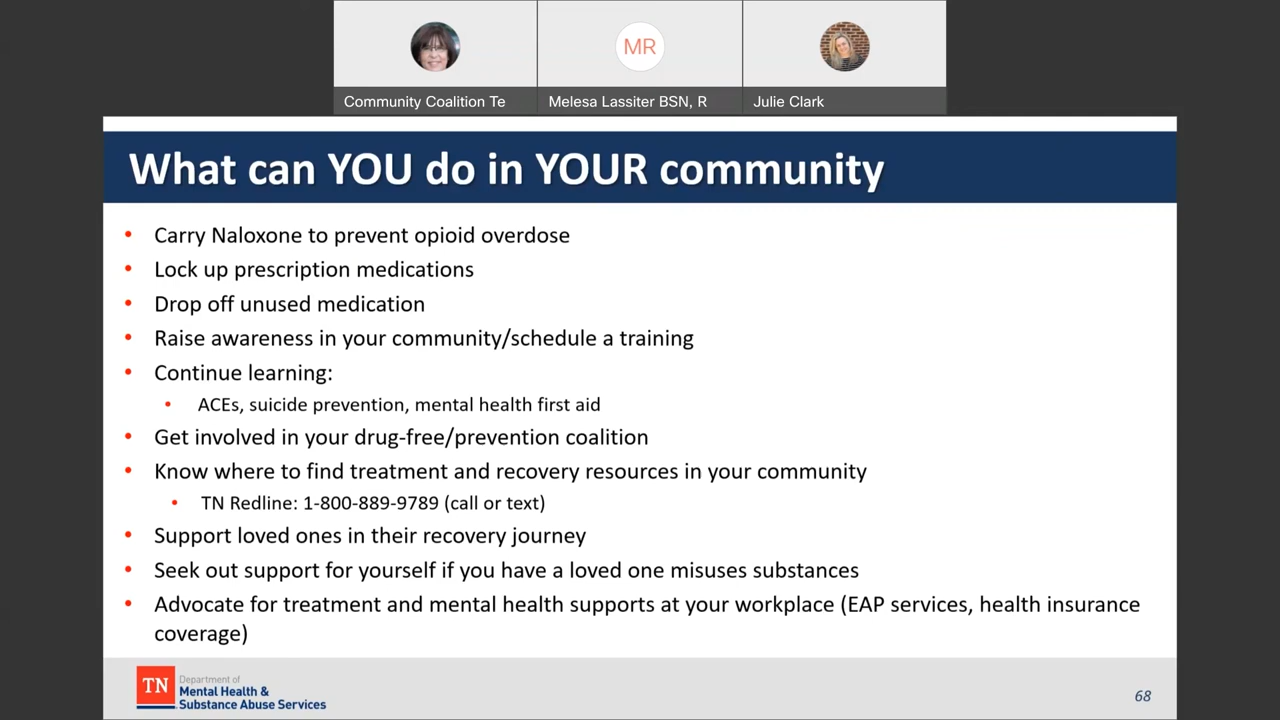 MR
Community Coalition Te
Melesa Lassiter BSN, R
Julie Clark
What can YOU do in YOUR community
• Carry Naloxone to prevent opioid overdose
• Lock up prescription medications
• Drop off unused medication
• Raise awareness in your community/schedule a training
• Continue learning:
• ACEs, suicide prevention, mental health first aid
• Get involved in your drug-free/prevention coalition
• Know where to find treatment and recovery resources in your community
• TN Redline: 1-800-889-9789 (call or text)
• Support loved ones in their recovery journey
• Seek out support for yourself if you have a loved one misuses substances
• Advocate for treatment and mental health supports at your workplace (EAP services, health insurance
coverage)
TN
Department of
Mental Health &
Substance Abuse Services
68